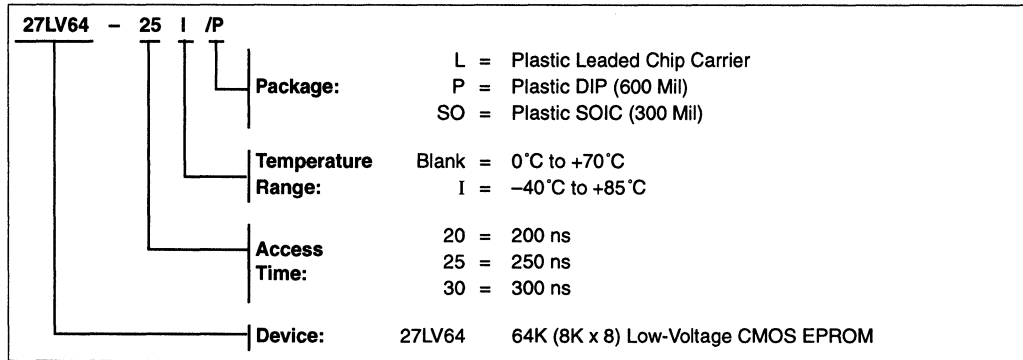 27LV64 – 25 I /P
Package: L = Plastic Leaded Chip Carrier
P = Plastic DIP (600 Mil)
SO = Plastic SOIC (300 Mil)
Temperature Range: Blank = 0˚C to +70˚C
I = –40˚C to +85˚C
Access Time: 20 = 200 ns
25 = 250 ns
30 = 300 ns
Device: 27LV64 64K (8K x 8) Low-Voltage CMOS EPROM